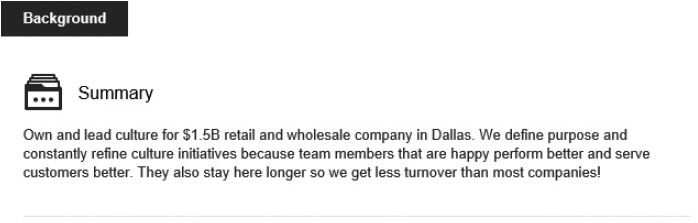 Background
Summary
Own and lead culture for $1.5B retail and wholesale company in Dallas. We define purpose and
constantly refine culture initiatives because team members that are happy perform better and serve
customers better. They also stay here longer so we get less turnover than most companies!